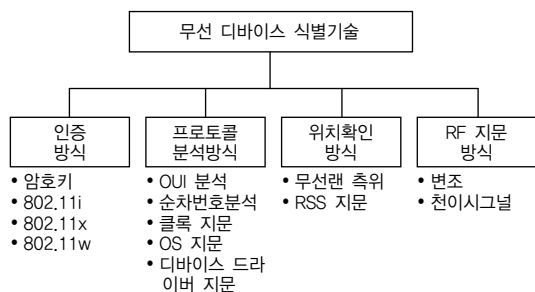 무선 디바이스 식별기술
인증
방식
• 암호키
• 802.11i
• 802.11x
• 802.11w
프로토콜
분석방식
• OUI 분석
• 순차번호분석
• 클록 지문
• OS 지문
• 디바이스 드라
이버 지문
위치확인
방식
• 무선랜 측위
• RSS 지문
RF 지문
방식
• 변조
• 천이시그널